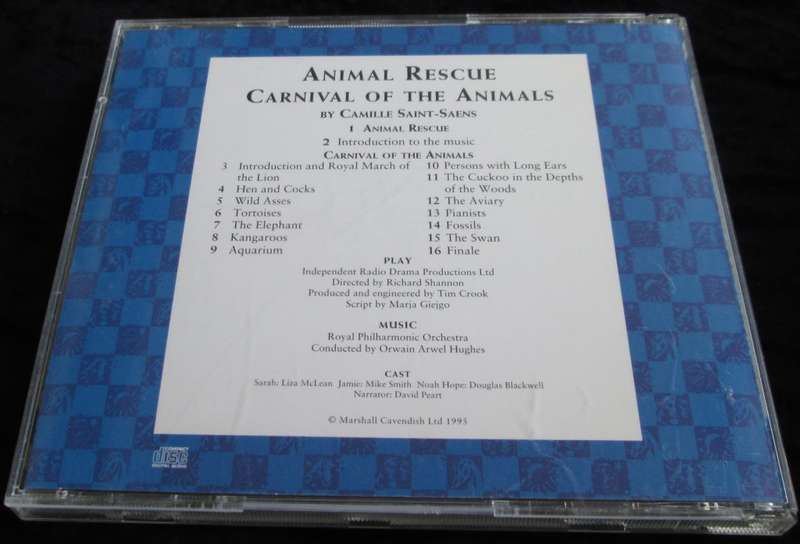 ANIMAL RESCUE
CARNIVAL OF THE ANIMALS
BY CAMILLE SAINT-SAENS
1 ANIMAL RESCUE
2 Introduction to the music
CARNIVAL OF THE ANIMALS
3 Introduction and Royal March of
the Lion
4 Hen and Cocks
5 Wild Asses
6 Tortoises
7 The Elephant
8 Kangaroos
9 Aquarium
10 Persons with Long Ears
11 The Cuckoo in the Depths
of the Woods
12 The Aviary
13 Pianists
14 Fossils
15 The Swan
16 Finale
PLAY
Independent Radio Drama Productions Ltd
Directed by Richard Shannon
Produced and engineered by Tim Crook
Script by Marja Giejgo
MUSIC
Royal Philharmonic Orchestra
Conducted by Orwain Arwel Hughes
CAST
Sarah: Liza McLean Jamie: Mike Smith Noah Hope: Douglas Blackwell
Narrator: David Peart
© Marshall Cavendish Ltd 1995
COMPACT
disc
DIGITAL AUDIO